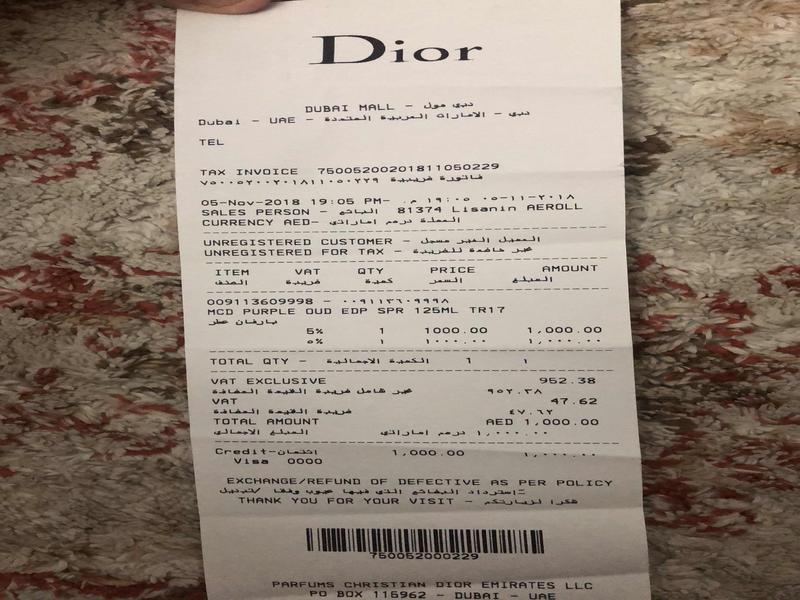 Dior
DUBAI MALL - دبي مول
Dubai - UAE - دبي - الامارات العربية المتحدة
TEL
TAX INVOICE 75005200201811050229
فاتورة ضريبية ٧٥٠٠٥٢٠٠٢٠١٨١١٠٥٠٢٢٩
05-Nov-2018 19:05 PM- ٢٠١٨-١١-٠٥ ١٩:٠٥ م.
SALES PERSON - البائع 81374 Lisanin AEROLL
CURRENCY AED- العملة درهم اماراتي
UNREGISTERED CUSTOMER - العميل الغير مسجل
UNREGISTERED FOR TAX - غير خاضعة للضريبة
ITEM VAT QTY PRICE AMOUNT
الصنف ضريبة كمية السعر المبلغ
009113609998 - ٠٠٩١١٣٦٠٩٩٩٨
MCD PURPLE OUD EDP SPR 125ML TR17
بارفان عطر
5% 1 1000.00 1,000.00
٥% ١ ١٠٠٠.٠٠ ١,٠٠٠.٠٠
TOTAL QTY - الكمية الاجمالية 1 ١
VAT EXCLUSIVE 952.38
غير شامل ضريبة القيمة المضافة ٩٥٢.٣٨
VAT 47.62
ضريبة القيمة المضافة ٤٧.٦٢
TOTAL AMOUNT AED 1,000.00
المبلغ الاجمالي ١,٠٠٠.٠٠ درهم اماراتي
Credit-ائتمان 1,000.00 ١,٠٠٠.٠٠
Visa 0000
EXCHANGE/REFUND OF DEFECTIVE AS PER POLICY
استرداد البضائع التي فيها عيوب وفقا
THANK YOU FOR YOUR VISIT - شكرا لزيارتكم
750052000229
PARFUMS CHRISTIAN DIOR EMIRATES LLC
PO BOX 115962 - DUBAI - UAE